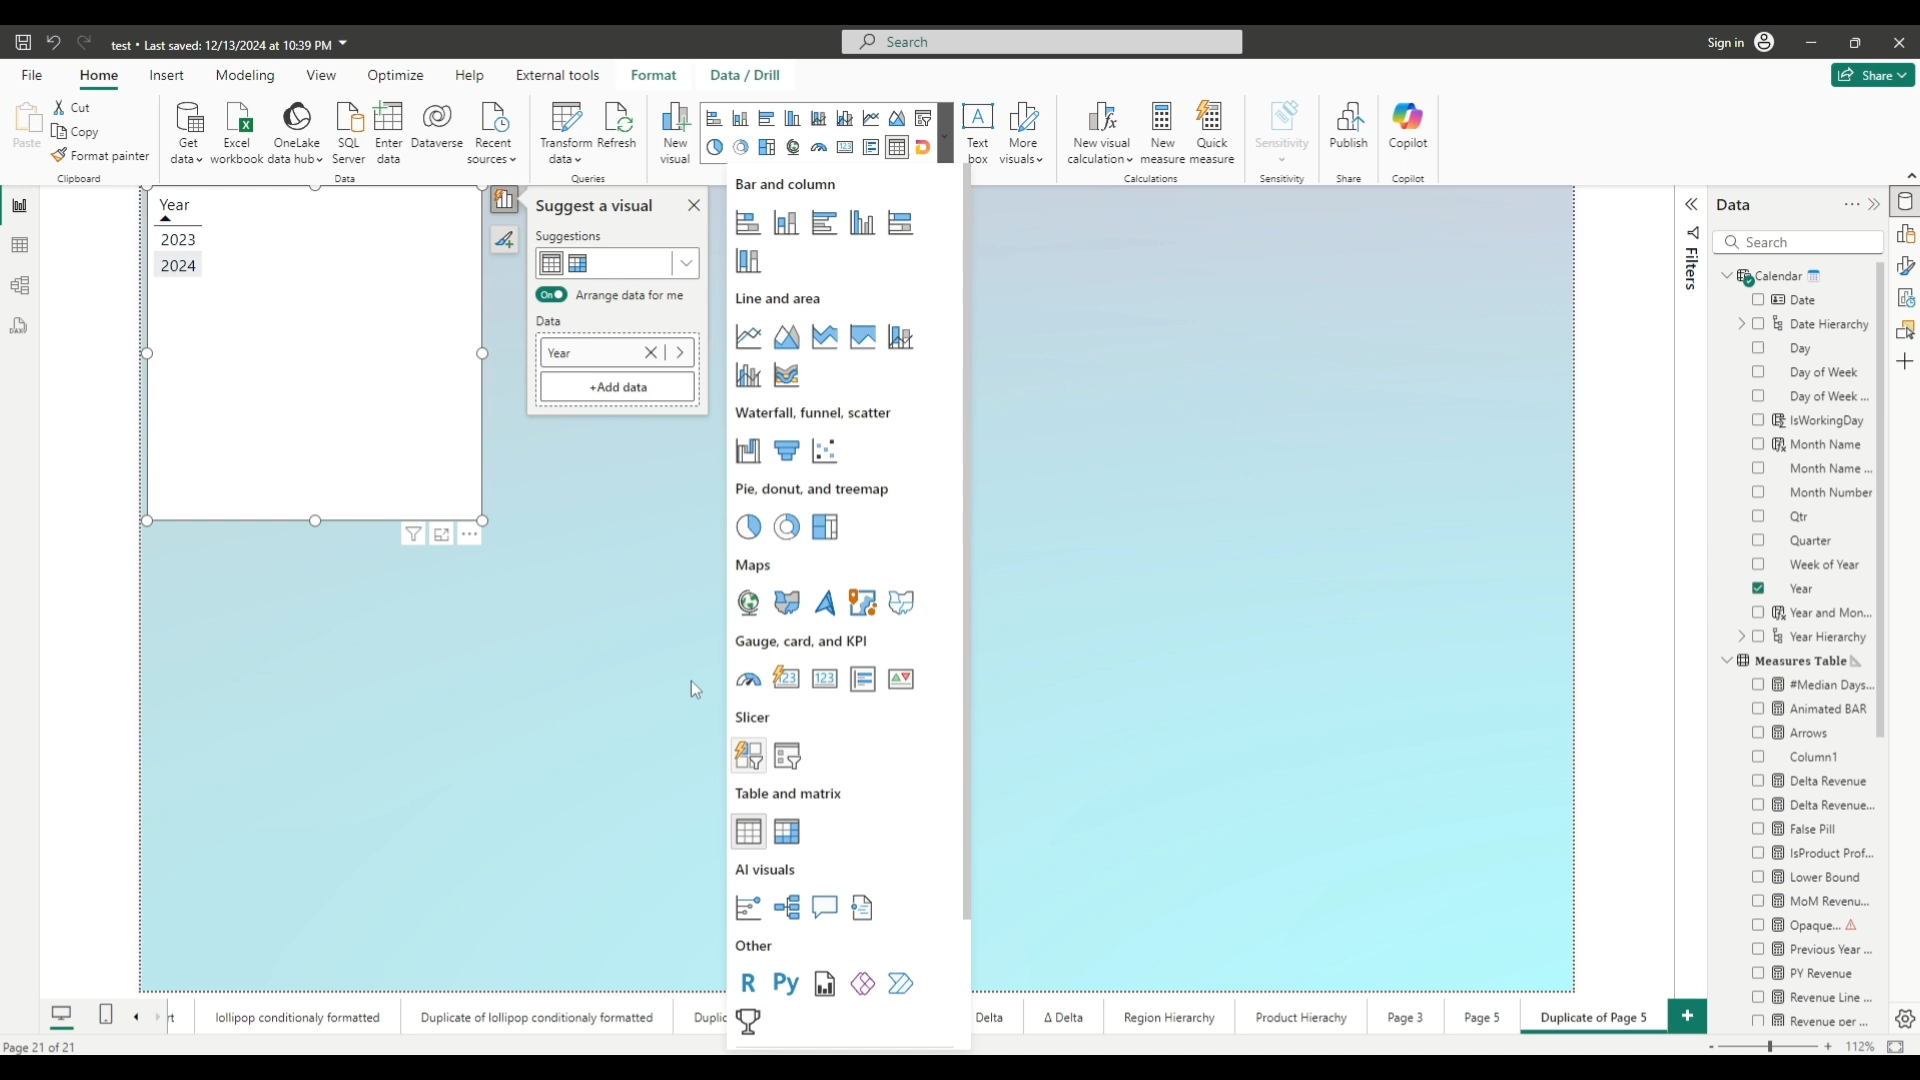 test • Last saved: 12/13/2024 at 10:39 PM
Search
Sign in
File
Home
Insert
Modeling
View
Optimize
Help
External tools
Format
Data / Drill
Share
Paste
Cut
Copy
Format painter
Clipboard
Get data
Excel workbook
OneLake data hub
SQL Server
Enter data
Dataverse
Recent sources
Data
Transform data
Refresh
Queries
New visual
Text box
More visuals
New visual calculation
New measure
Quick measure
Calculations
Sensitivity
Sensitivity
Publish
Share
Copilot
Copilot
Year
2023
2024
Suggest a visual
Suggestions
On
Arrange data for me
Data
Year
+Add data
Bar and column
Line and area
Waterfall, funnel, scatter
Pie, donut, and treemap
Maps
Gauge, card, and KPI
123
123
Slicer
Table and matrix
AI visuals
Other
R
Py
Filters
Data
Search
Calendar
Date
Date Hierarchy
Day
Day of Week
Day of Week ...
IsWorkingDay
Month Name
Month Name ...
Month Number
Qtr
Quarter
Week of Year
Year
Year and Mon...
Year Hierarchy
Measures Table
#Median Days...
Animated BAR
Arrows
Column1
Delta Revenue
Delta Revenue...
False Pill
IsProduct Prof...
Lower Bound
MoM Revenu...
Opaque...
Previous Year ...
PY Revenue
Revenue Line ...
Revenue per ...
rt
lollipop conditionaly formatted
Duplicate of lollipop conditionaly formatted
Duplic
Delta
Δ Delta
Region Hierarchy
Product Hierachy
Page 3
Page 5
Duplicate of Page 5
Page 21 of 21
- + 112%